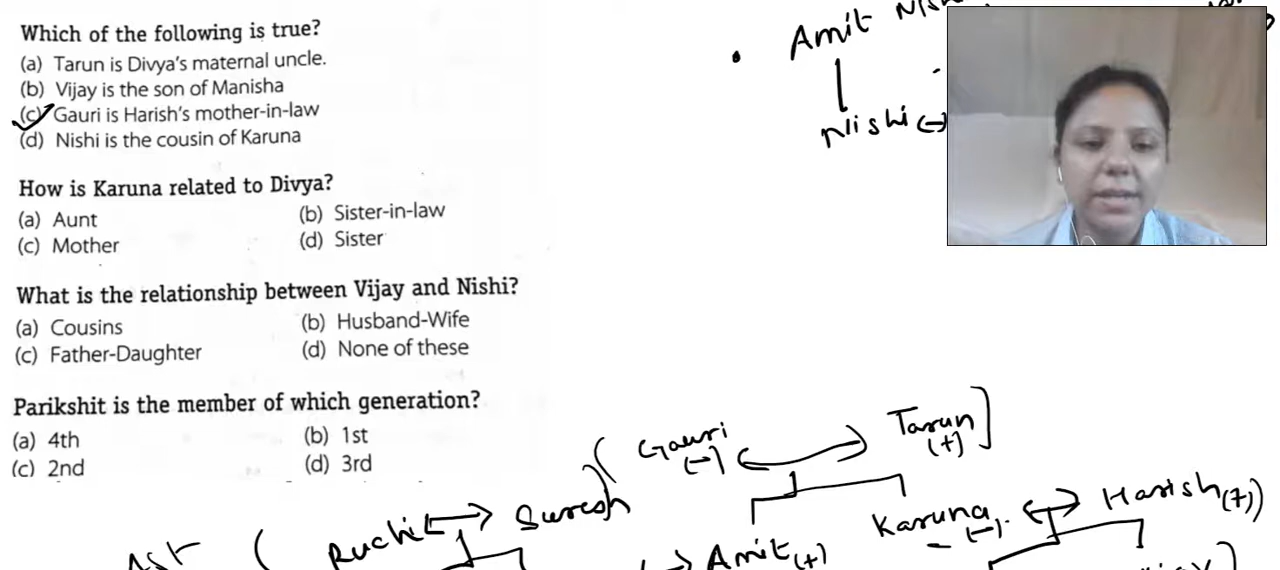 Which of the following is true?
(a) Tarun is Divya's maternal uncle.
(b) Vijay is the son of Manisha
(c) Gauri is Harish's mother-in-law
(d) Nishi is the cousin of Karuna
How is Karuna related to Divya?
(a) Aunt (b) Sister-in-law
(c) Mother (d) Sister
What is the relationship between Vijay and Nishi?
(a) Cousins (b) Husband-Wife
(c) Father-Daughter (d) None of these
Parikshit is the member of which generation?
(a) 4th (b) 1st
(c) 2nd (d) 3rd
Amit
Nishi (-)
Gauri (-) Tarun (+)
Ruchi Suresh Karuna (-) Harish (+)
Amit (+)